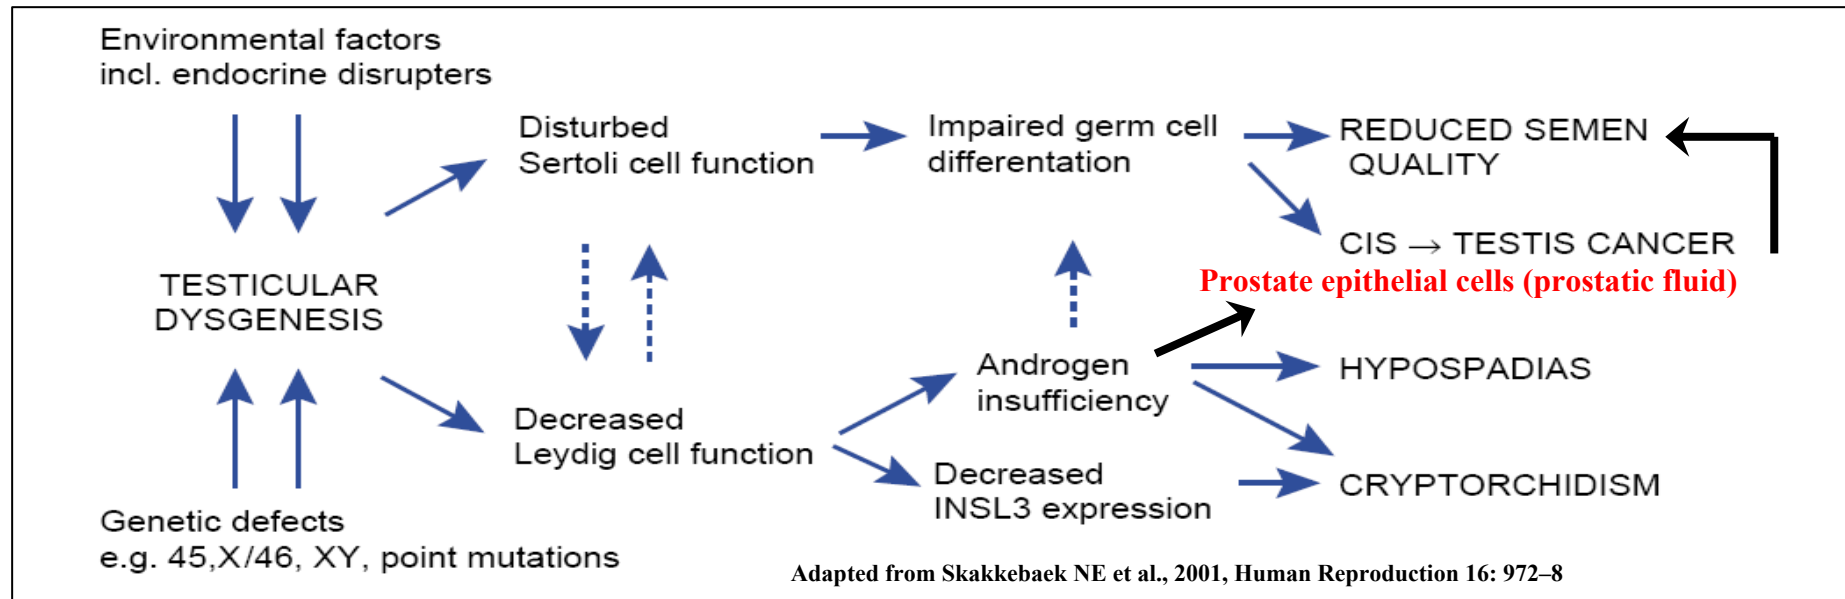 Environmental factors
incl. endocrine disrupters
Disturbed
Sertoli cell function
Impaired germ cell
differentation
REDUCED SEMEN
QUALITY
CIS → TESTIS CANCER
Prostate epithelial cells (prostatic fluid)
TESTICULAR
DYSGENESIS
Androgen
insufficiency
HYPOSPADIAS
Decreased
Leydig cell function
Decreased
INSL3 expression
CRYPTORCHIDISM
Genetic defects
e.g. 45,X/46, XY, point mutations
Adapted from Skakkebaek NE et al., 2001, Human Reproduction 16: 972–8